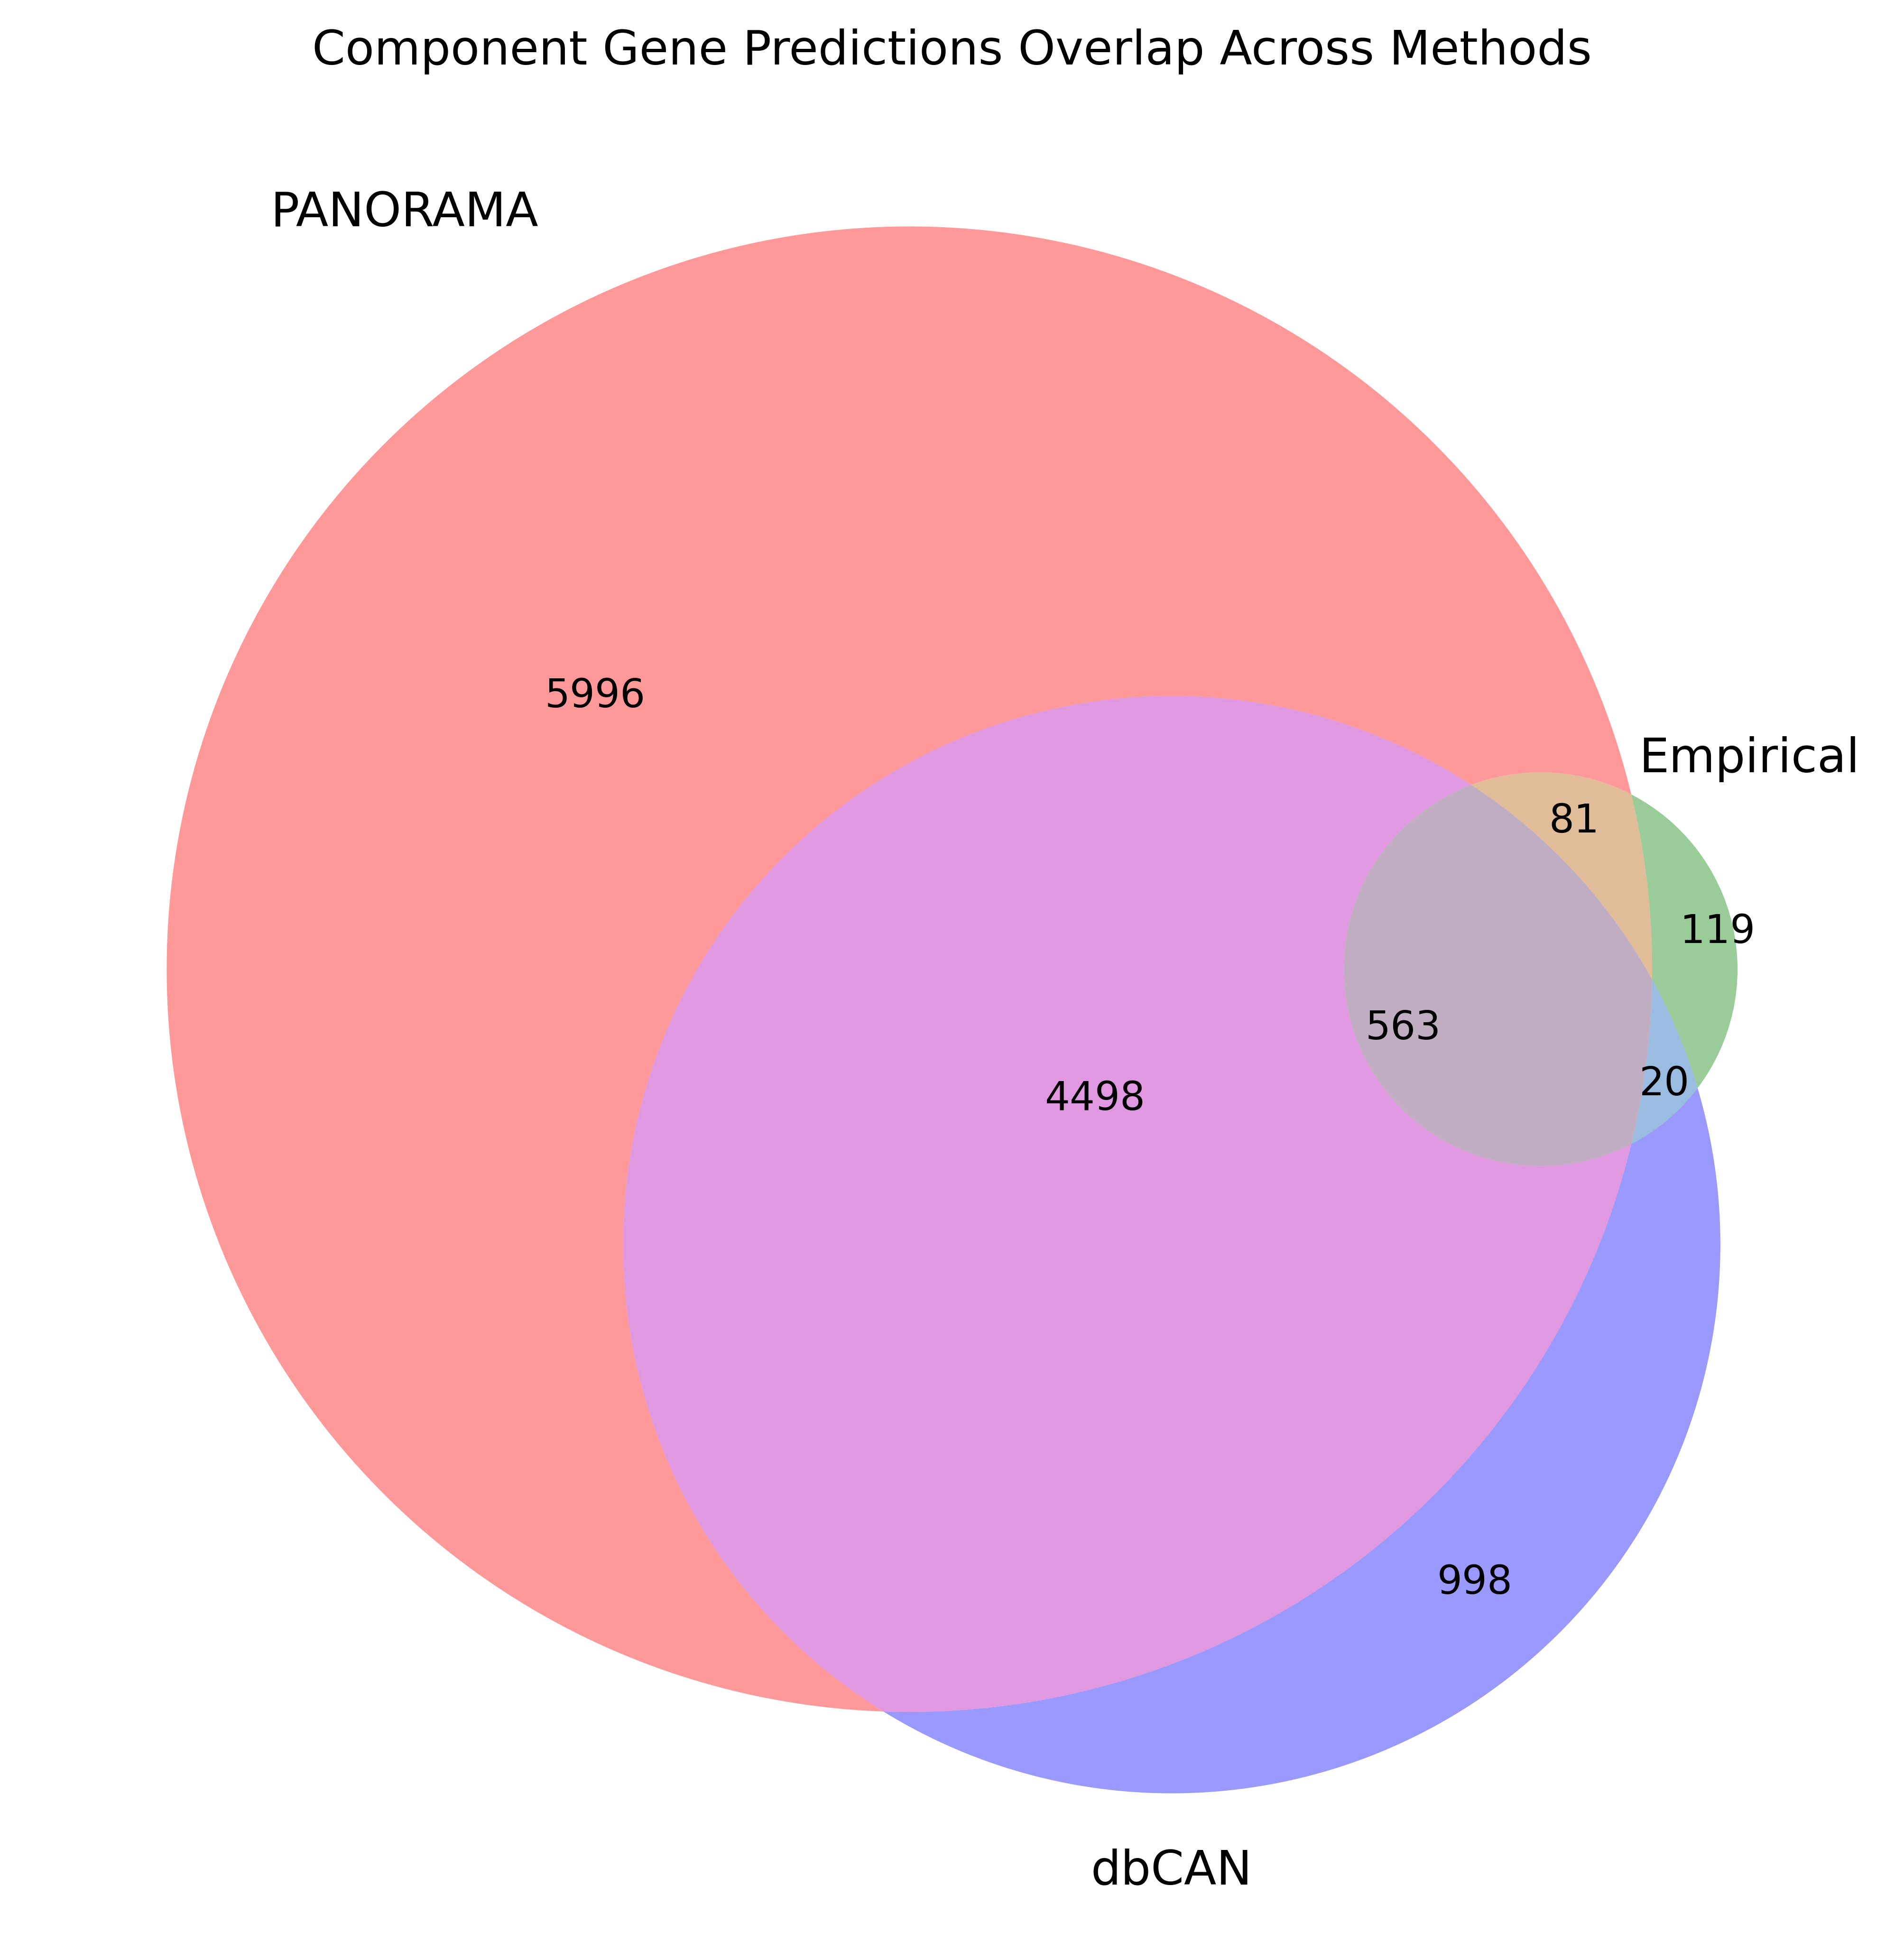 Component Gene Predictions Overlap Across Methods
PANORAMA
5996
Empirical
81
119
563
20
4498
998
dbCAN